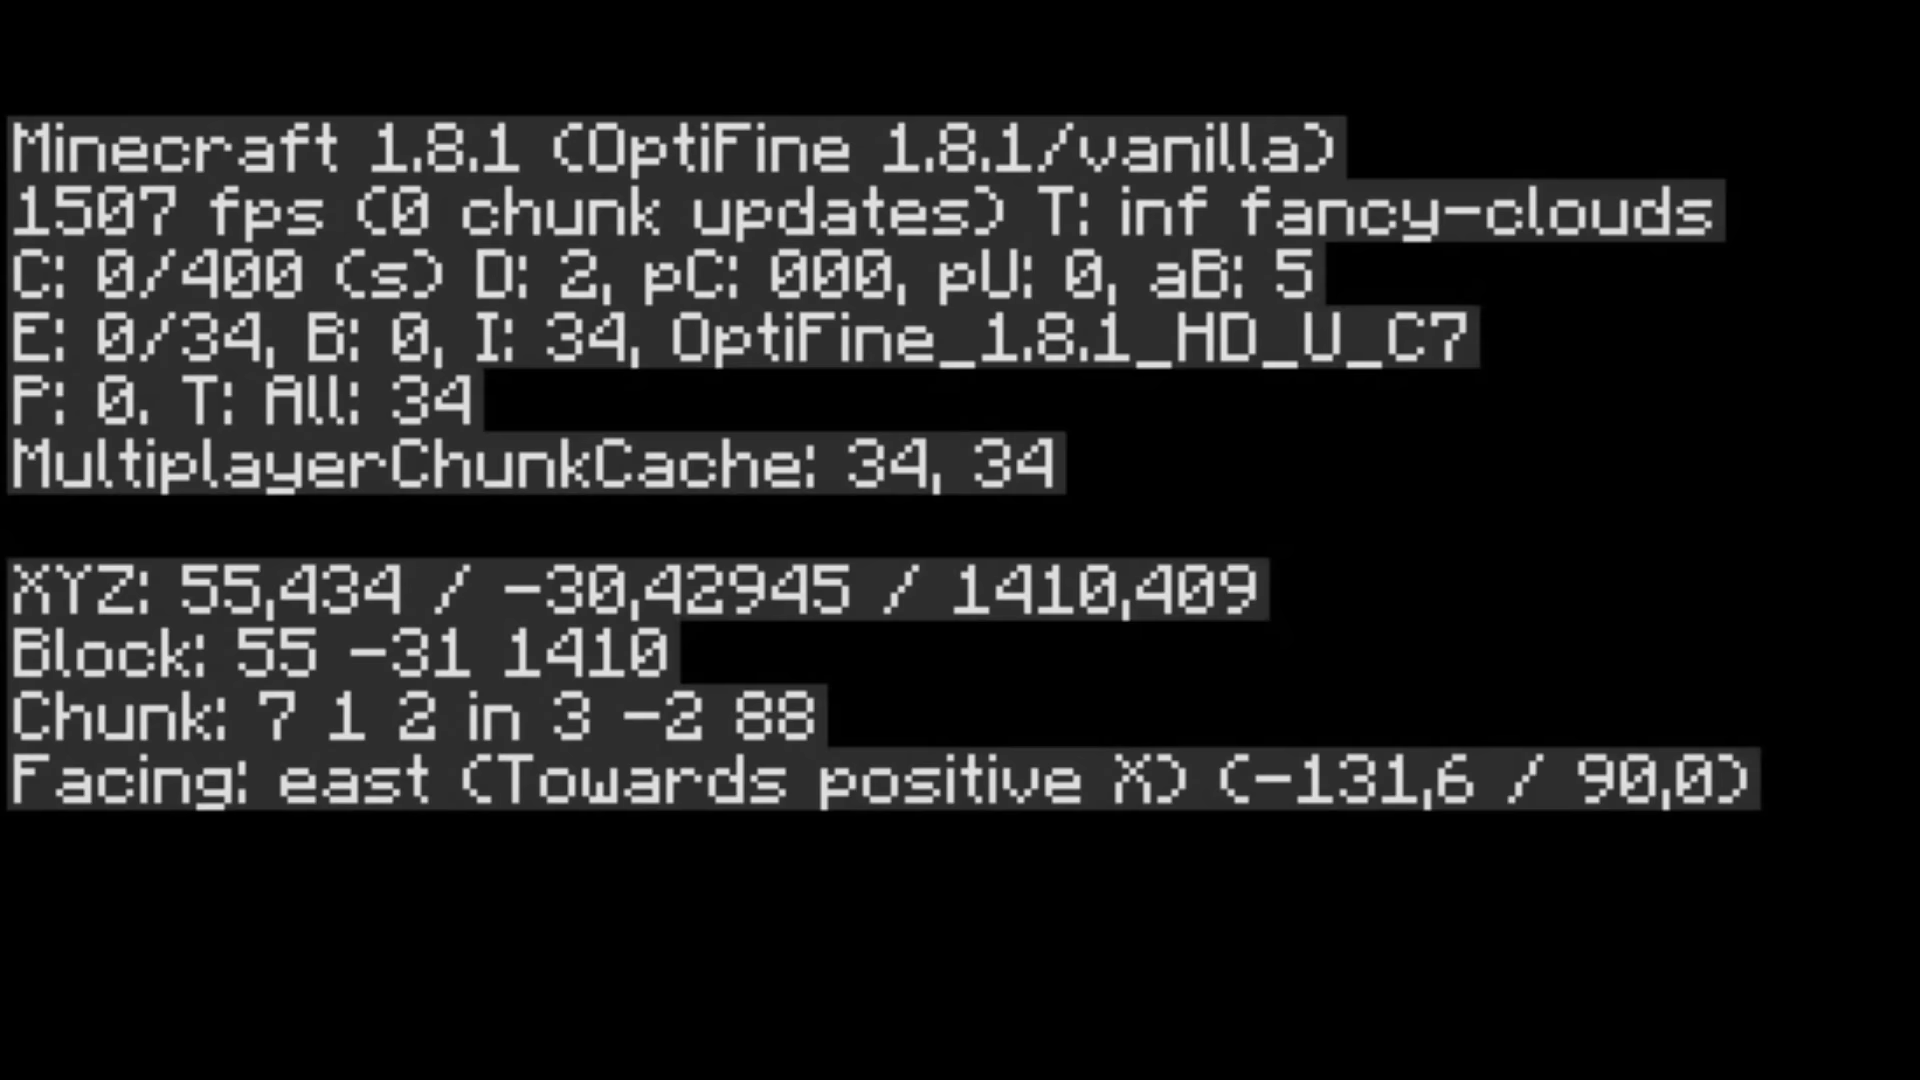 Minecraft 1.8.1 (OptiFine 1.8.1/vanilla)
1507 fps (0 chunk updates) T: inf fancy-clouds
C: 0/400 (s) D: 2, pC: 000, pU: 0, aB: 5
E: 0/34, B: 0, I: 34, OptiFine_1.8.1_HD_U_C7
P: 0. T: All: 34
MultiplayerChunkCache: 34, 34
XYZ: 55,434 / -30,42945 / 1410,409
Block: 55 -31 1410
Chunk: 7 1 2 in 3 -2 88
Facing: east (Towards positive X) (-131,6 / 90,0)